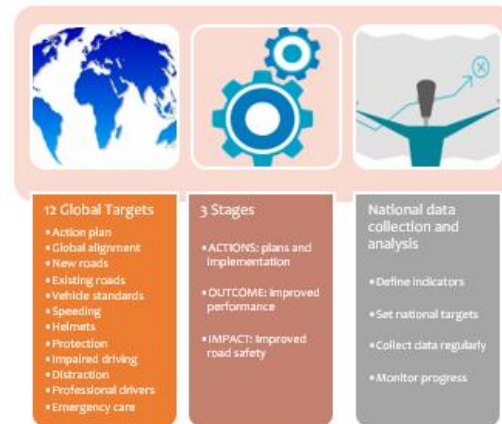 12 Global Targets
• Action plan
• Global alignment
• New roads
• Existing roads
• Vehicle standards
• Speeding
• Helmets
• Protection
• Impaired driving
• Distraction
• Professional drivers
• Emergency care
3 Stages
• ACTIONS: plans and
implementation
• OUTCOME: Improved
performance
• IMPACT: Improved
road safety
National data
collection and
analysis
• Define indicators
• Set national targets
• Collect data regularly
• Monitor progress